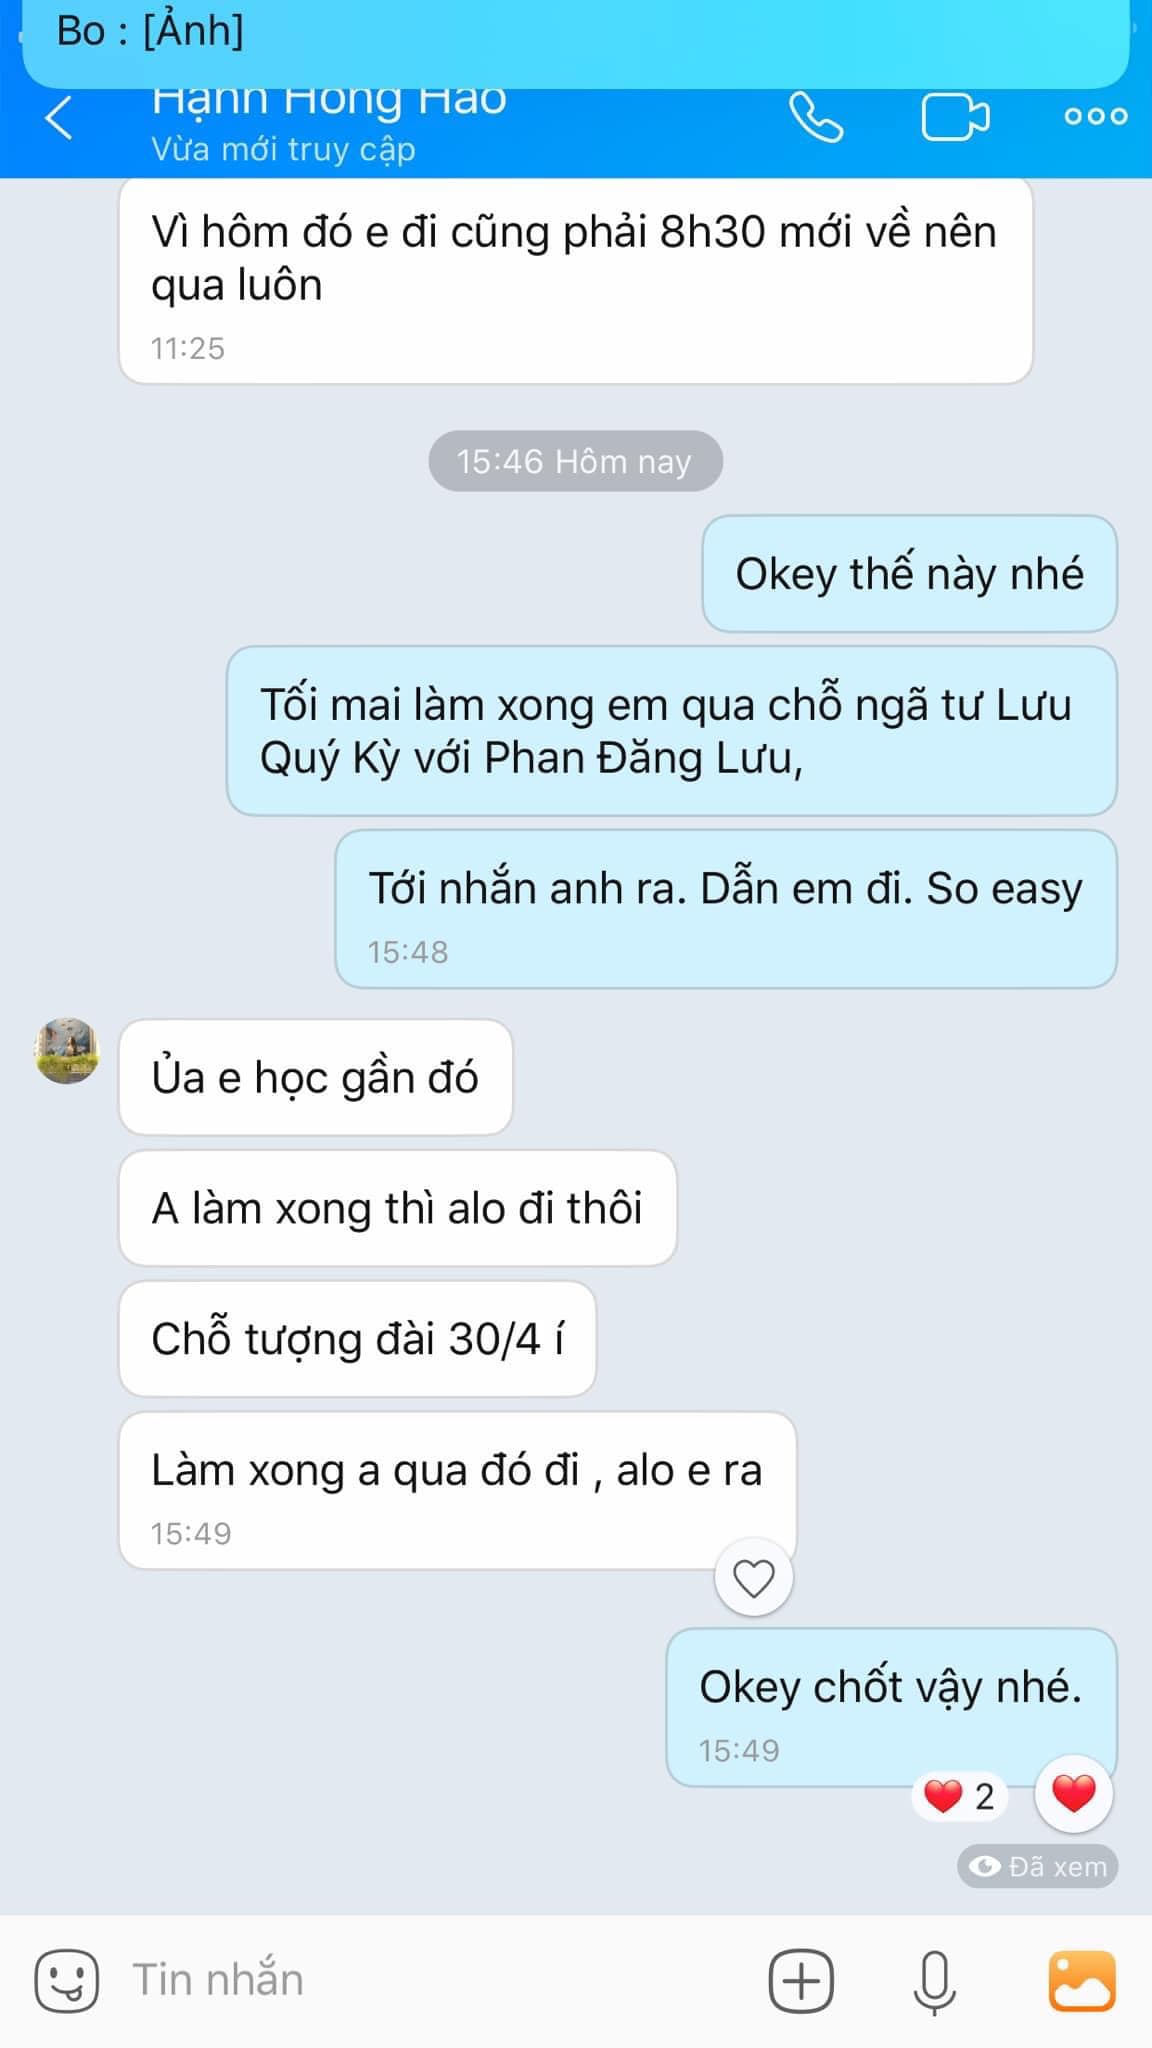 Bo : [Ảnh]
Hạnh Hồng Hào
Vừa mới truy cập
Vì hôm đó e đi cũng phải 8h30 mới về nên
qua luôn
11:25
15:46 Hôm nay
Okey thế này nhé
Tối mai làm xong em qua chỗ ngã tư Lưu
Quý Kỳ với Phan Đăng Lưu,
Tới nhắn anh ra. Dẫn em đi. So easy
15:48
Ủa e học gần đó
A làm xong thì alo đi thôi
Chỗ tượng đài 30/4 í
Làm xong a qua đó đi , alo e ra
15:49
Okey chốt vậy nhé.
15:49
2
Đã xem
Tin nhắn